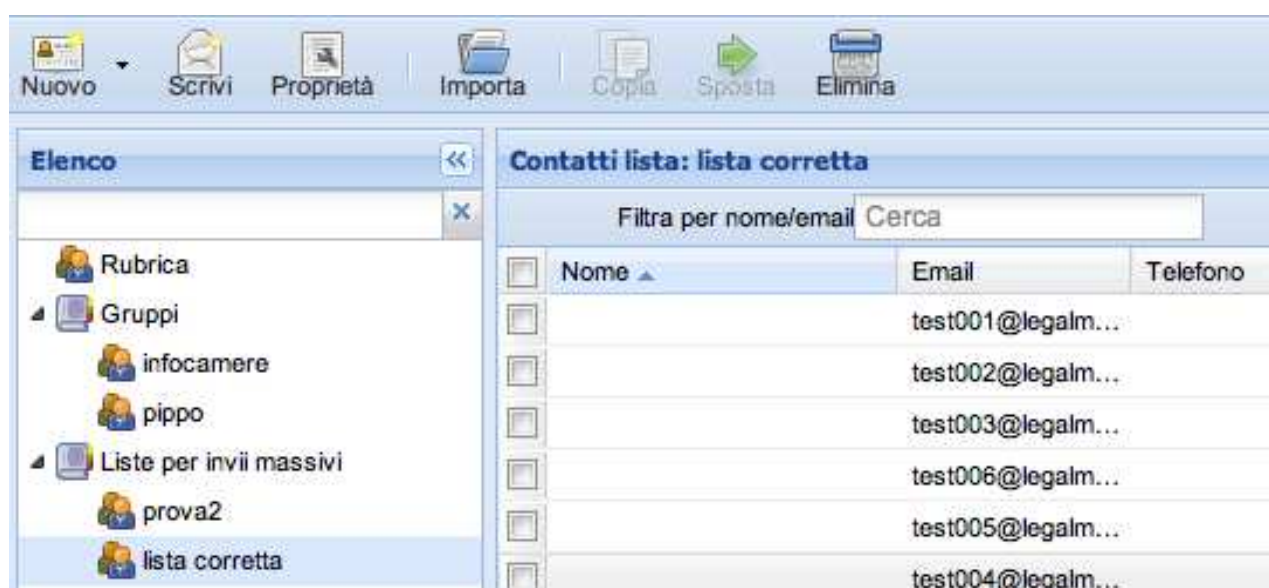 Nuovo Scrivi Proprietà Importa Copia Sposta Elimina
Elenco
Rubrica
Gruppi
infocamere
pippo
Liste per invii massivi
prova2
lista corretta
Contatti lista: lista corretta
Filtra per nome/email Cerca
Nome Email Telefono
test001@legalm...
test002@legalm...
test003@legalm...
test006@legalm...
test005@legalm...
test004@legalm...